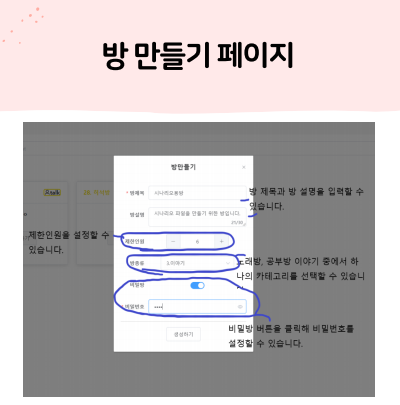 방 만들기 페이지
방만들기
* 방제목
시나리오용방
방설명
시나리오 파일을 만들기 위한 방입니다.
제한인원
6
방종류
1:이야기
비밀방
비밀번호
생성하기
방 제목과 방 설명을 입력할 수
있습니다.
제한인원을 설정할 수
있습니다.
노래방, 공부방 이야기 중에서 하
나의 카테고리를 선택할 수 있습니
비밀방 버튼을 클릭해 비밀번호를
설정할 수 있습니다.